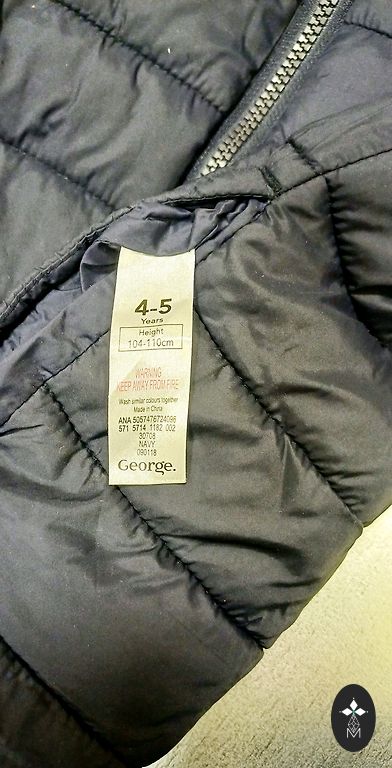 4-5
Years
Height
104-110cm
WARNING
KEEP AWAY FROM FIRE
Wash similar colours together
Made in China
ANA 5057476724096
571 5714 1182 002
30708
NAVY
090118
George.
M